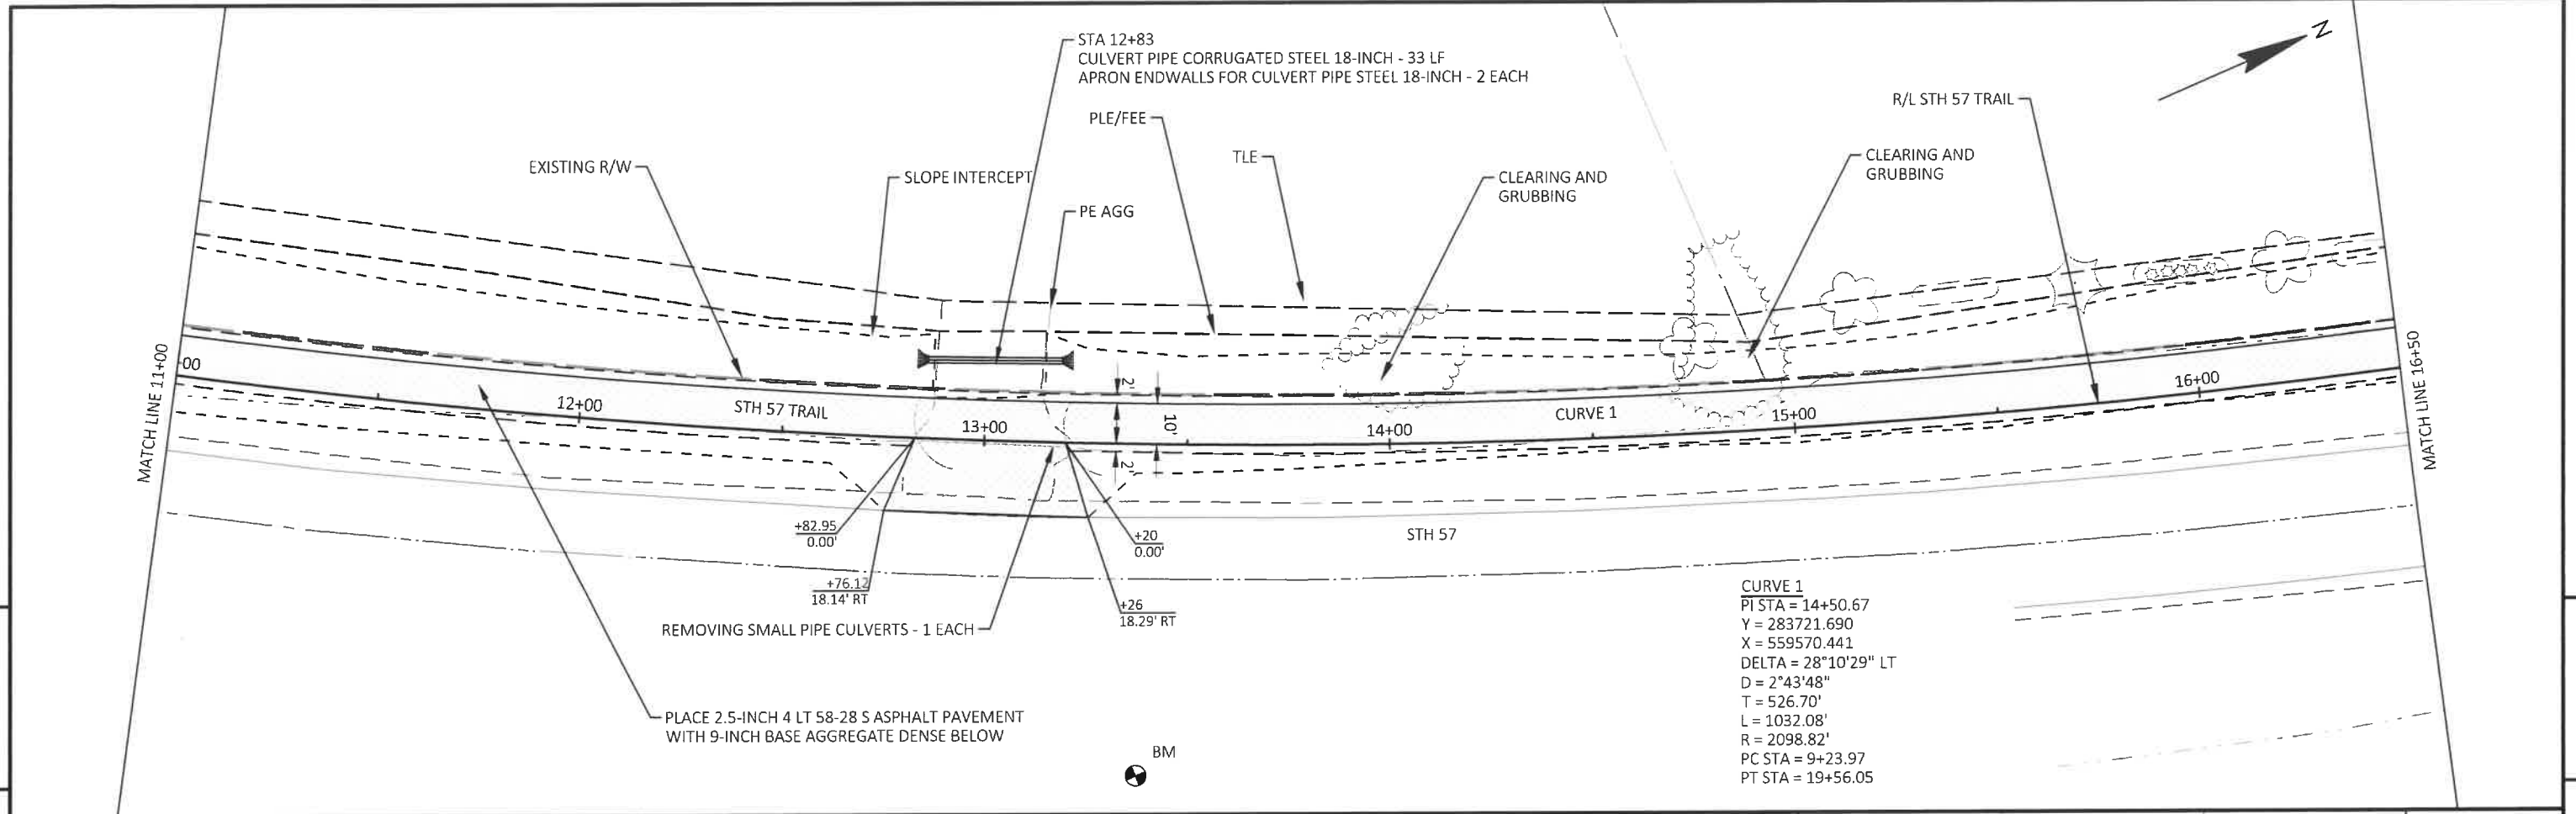 N
STA 12+83
CULVERT PIPE CORRUGATED STEEL 18-INCH - 33 LF
APRON ENDWALLS FOR CULVERT PIPE STEEL 18-INCH - 2 EACH
R/L STH 57 TRAIL
PLE/FEE
EXISTING R/W
TLE
CLEARING AND
GRUBBING
SLOPE INTERCEPT
CLEARING AND
GRUBBING
PE AGG
MATCH LINE 11+00
00
12+00
STH 57 TRAIL
13+00
2'
10'
2'
14+00
CURVE 1
15+00
16+00
MATCH LINE 16+50
+82.95
0.00'
+20
0.00'
STH 57
+76.12
18.14' RT
+26
18.29' RT
REMOVING SMALL PIPE CULVERTS - 1 EACH
PLACE 2.5-INCH 4 LT 58-28 S ASPHALT PAVEMENT
WITH 9-INCH BASE AGGREGATE DENSE BELOW
BM
CURVE 1
PI STA = 14+50.67
Y = 283721.690
X = 559570.441
DELTA = 28°10'29" LT
D = 2°43'48"
T = 526.70'
L = 1032.08'
R = 2098.82'
PC STA = 9+23.97
PT STA = 19+56.05